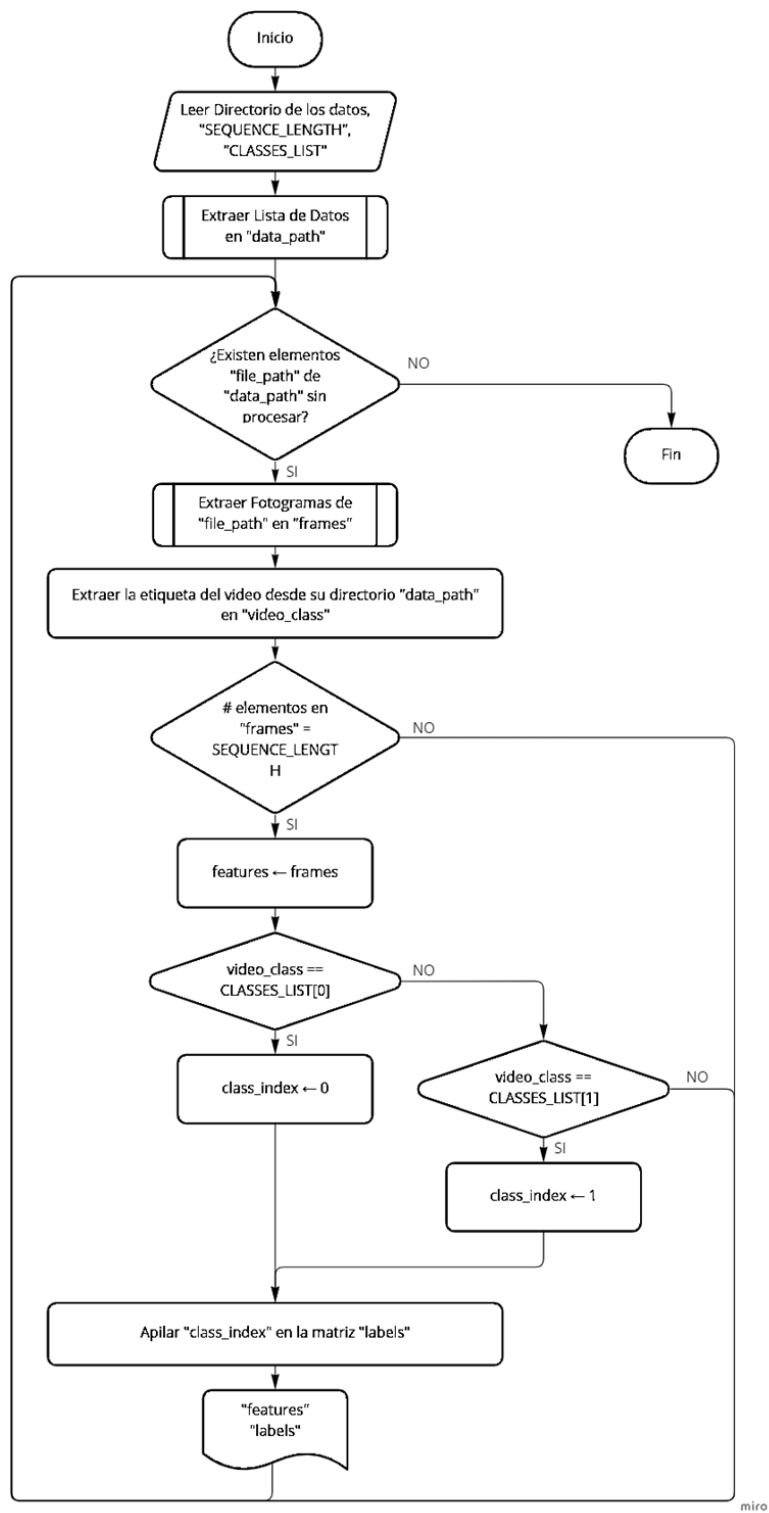 Inicio
Leer Directorio de los datos,
"SEQUENCE_LENGTH",
"CLASSES_LIST"
Extraer Lista de Datos
en "data_path"
¿Existen elementos
"file_path" de
"data_path" sin
procesar?
NO
Fin
SI
Extraer Fotogramas de
"file_path" en "frames"
Extraer la etiqueta del video desde su directorio "data_path"
en "video_class"
# elementos en
"frames" =
SEQUENCE_LENGT
H
NO
SI
features ← frames
video_class ==
CLASSES_LIST[0]
NO
SI
class_index ← 0
video_class ==
CLASSES_LIST[1]
NO
SI
class_index ← 1
Apilar "class_index" en la matriz "labels"
"features"
"labels"
miro